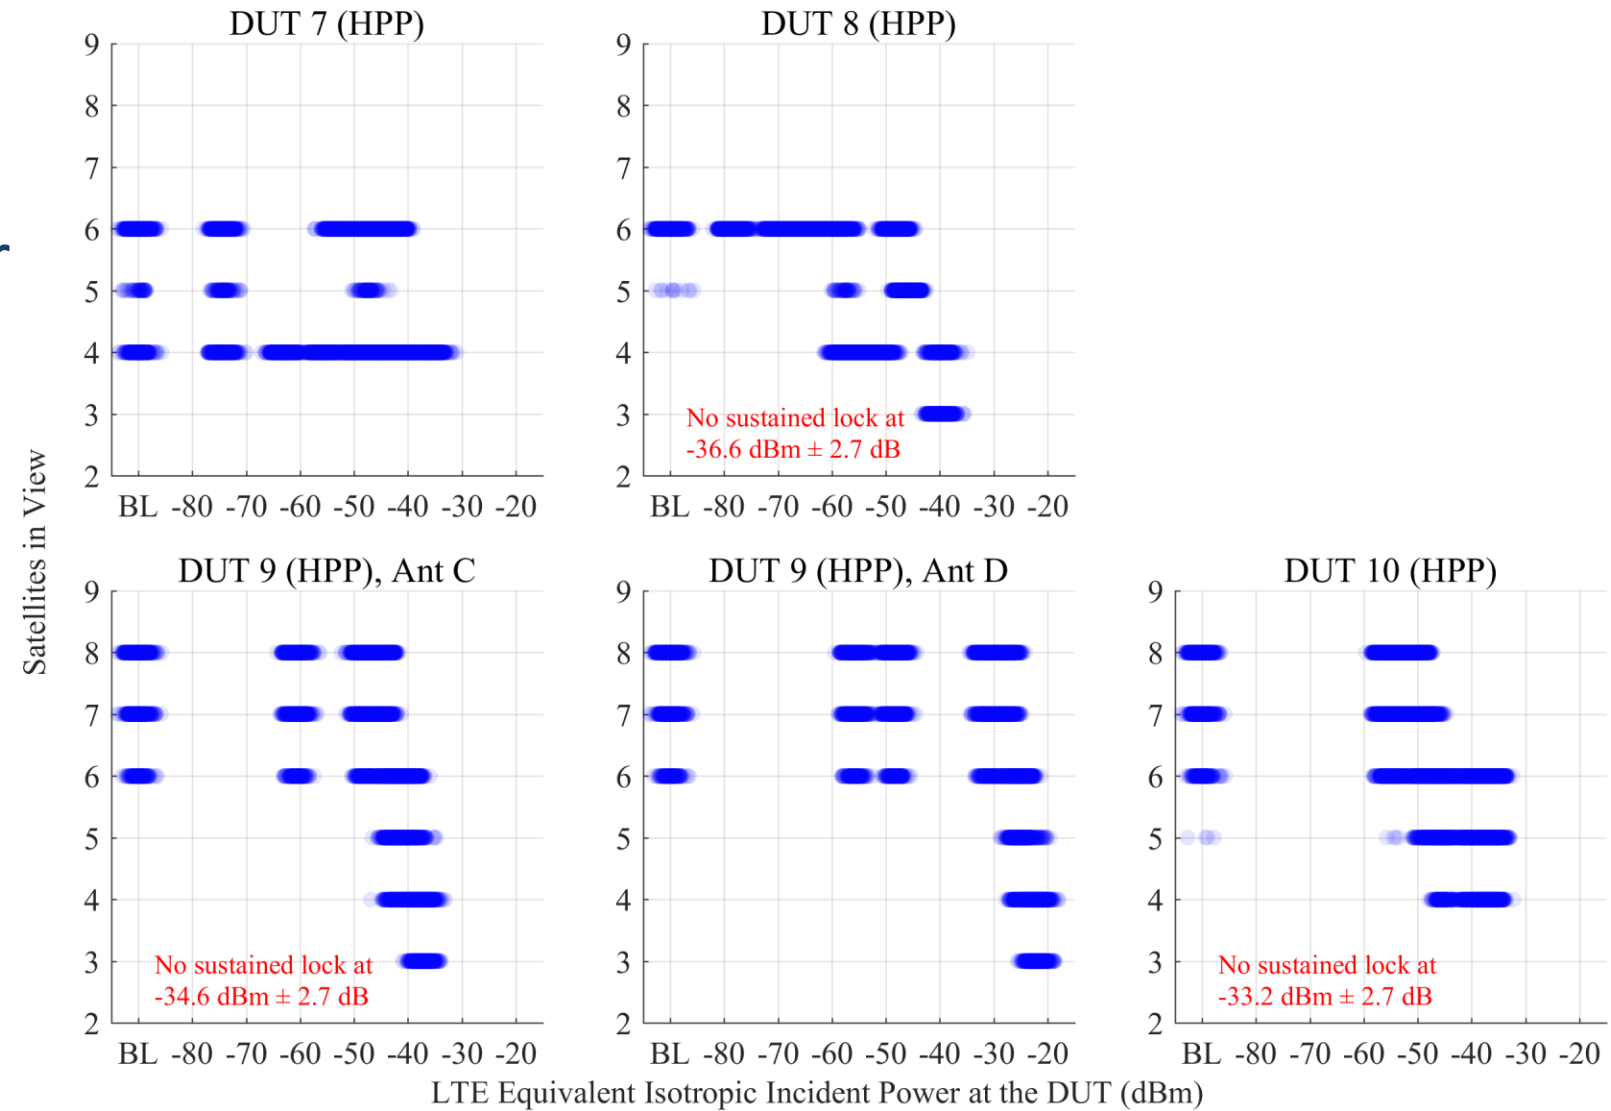 DUT 7 (HPP)
DUT 8 (HPP)
9
8
7
6
5
4
3
2
9
8
7
6
5
4
3
2
No sustained lock at
-36.6 dBm ± 2.7 dB
BL -80 -70 -60 -50 -40 -30 -20
BL -80 -70 -60 -50 -40 -30 -20
r
Satellites in View
DUT 9 (HPP), Ant C
DUT 9 (HPP), Ant D
DUT 10 (HPP)
9
8
7
6
5
4
3
2
No sustained lock at
-34.6 dBm ± 2.7 dB
9
8
7
6
5
4
3
2
9
8
7
6
5
4
3
2
No sustained lock at
-33.2 dBm ± 2.7 dB
BL -80 -70 -60 -50 -40 -30 -20
BL -80 -70 -60 -50 -40 -30 -20
BL -80 -70 -60 -50 -40 -30 -20
LTE Equivalent Isotropic Incident Power at the DUT (dBm)